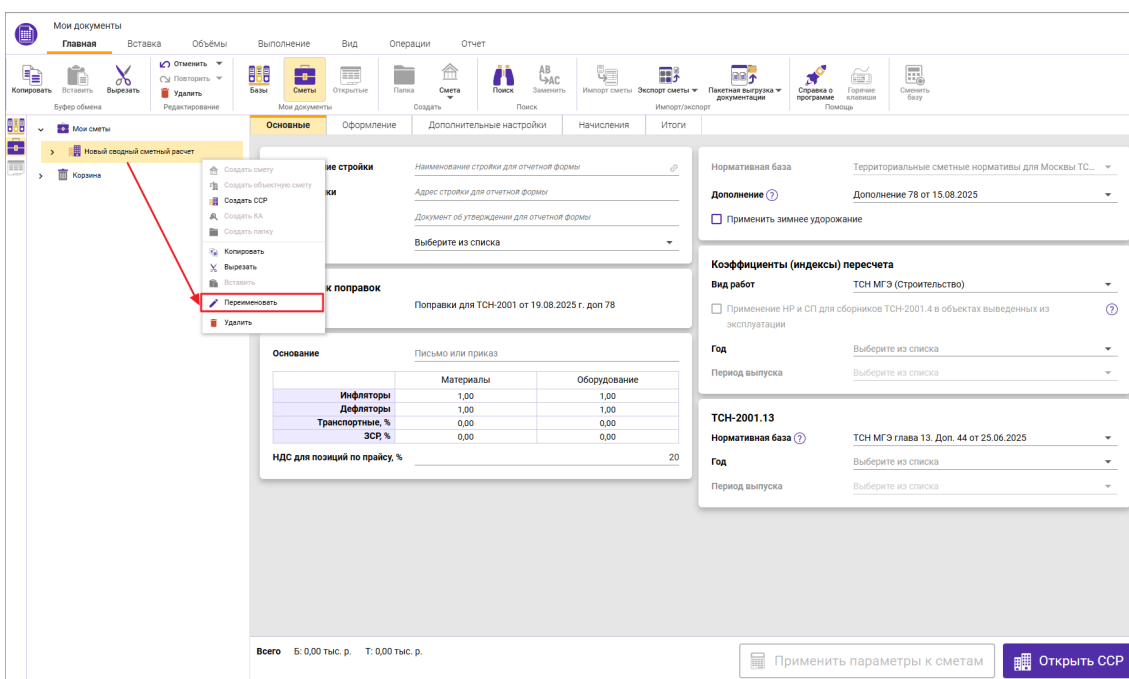 Мои документы
Главная Вставка Объёмы Выполнение Вид Операции Отчет
Копировать Вставить Вырезать Отменить Повторить Удалить Базы Сметы Открытые Папка Смета Поиск АВ АС Заменить Импорт сметы Экспорт сметы Пакетная выгрузка документации Справка о программе Горячие клавиши Сменить базу
Буфер обмена Редактирование Мои документы Создать Поиск Импорт/экспорт Помощь
Мои сметы
Новый сводный сметный расчет
Корзина
Создать смету
Создать объектную смету
Создать ССР
Создать КА
Создать папку
Копировать
Вырезать
Вставить
Переименовать
Удалить
Основные Оформление Дополнительные настройки Начисления Итоги
ие стройки Наименование стройки для отчетной формы
ки Адрес стройки для отчетной формы
Документ об утверждении для отчетной формы
Выберите из списка
к поправок
Поправки для ТСН-2001 от 19.08.2025 г. доп 78
Основание Письмо или приказ
Материалы Оборудование
Инфляторы 1,00 1,00
Дефляторы 1,00 1,00
Транспортные, % 0,00 0,00
ЗСР, % 0,00 0,00
НДС для позиций по прайсу, % 20
Нормативная база Территориальные сметные нормативы для Москвы ТС...
Дополнение ? Дополнение 78 от 15.08.2025
Применить зимнее удорожание
Коэффициенты (индексы) пересчета
Вид работ ТСН МГЭ (Строительство)
Применение НР и СП для сборников ТСН-2001.4 в объектах выведенных из ?
эксплуатации
Год Выберите из списка
Период выпуска Выберите из списка
ТСН-2001.13
Нормативная база ? ТСН МГЭ глава 13. Доп. 44 от 25.06.2025
Год Выберите из списка
Период выпуска Выберите из списка
Всего Б: 0,00 тыс. р. Т: 0,00 тыс. р.
Применить параметры к сметам Открыть ССР